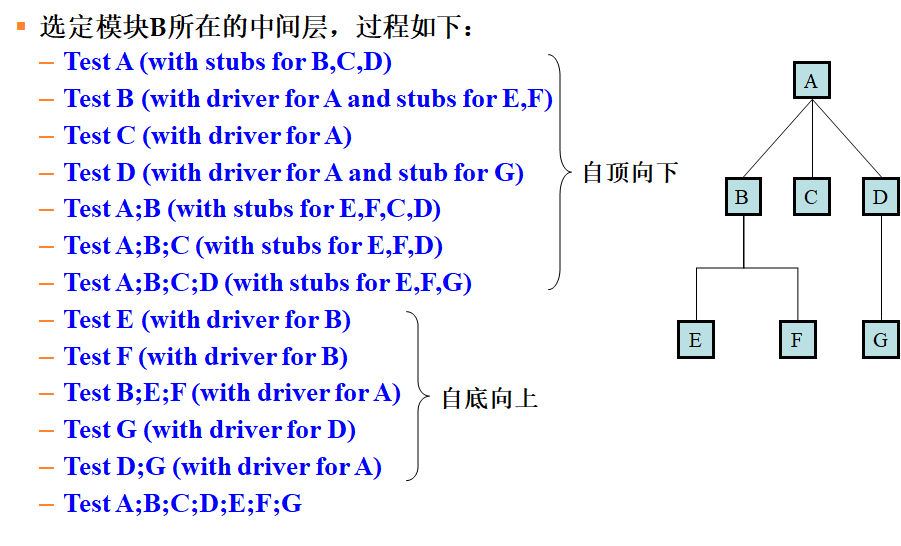 选定模块B所在的中间层，过程如下：
– Test A (with stubs for B,C,D)
– Test B (with driver for A and stubs for E,F)
– Test C (with driver for A)
– Test D (with driver for A and stub for G)
– Test A;B (with stubs for E,F,C,D)
– Test A;B;C (with stubs for E,F,D)
– Test A;B;C;D (with stubs for E,F,G)
自顶向下
– Test E (with driver for B)
– Test F (with driver for B)
– Test B;E;F (with driver for A)
– Test G (with driver for D)
– Test D;G (with driver for A)
自底向上
– Test A;B;C;D;E;F;G
A
B C D
E F G